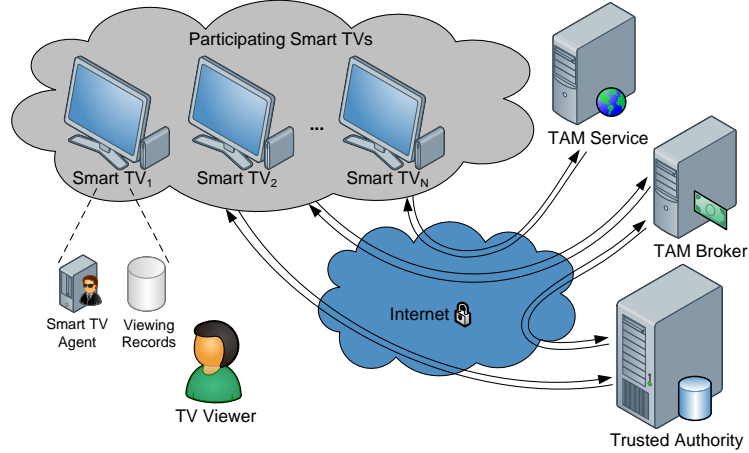 Participating Smart TVs
...
Smart TV1
Smart TV2
Smart TVN
TAM Service
TAM Broker
Internet
Smart TV
Agent
Viewing
Records
TV Viewer
Trusted Authority